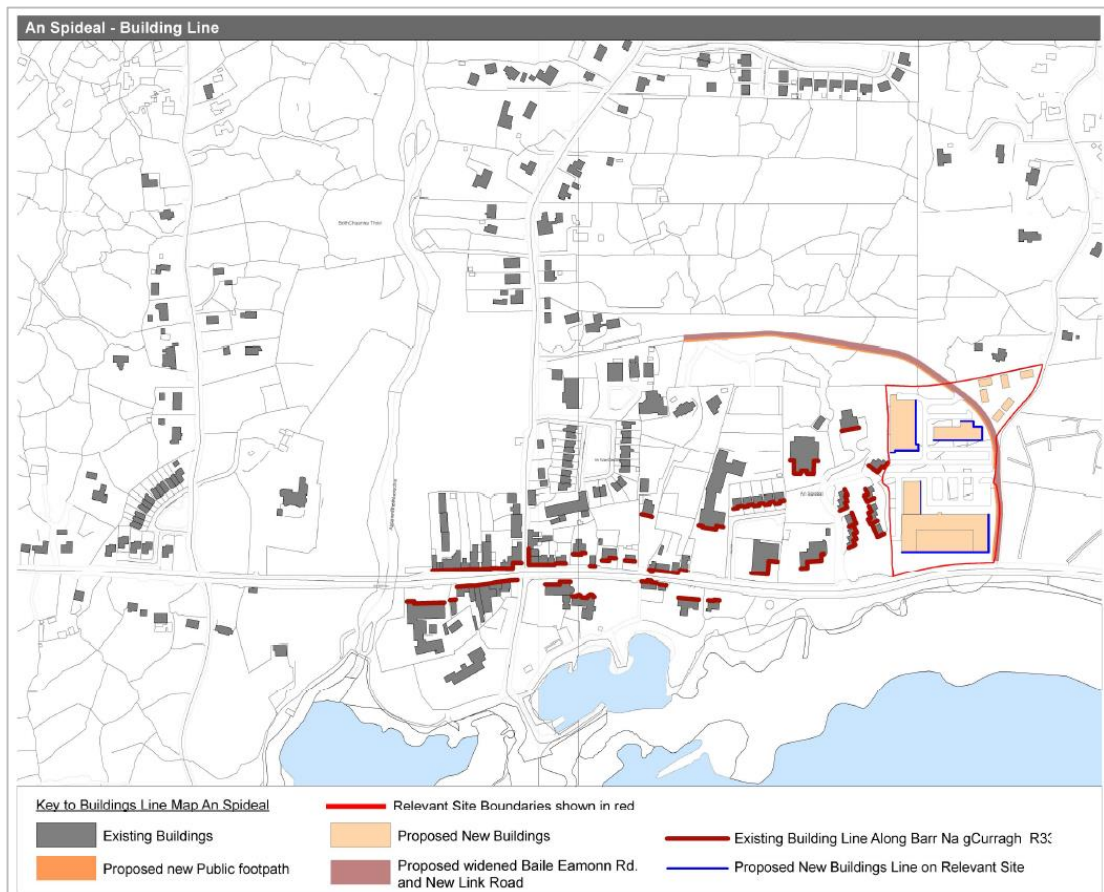 An Spideal - Building Line
Key to Buildings Line Map An Spideal
Existing Buildings
Proposed new Public footpath
Relevant Site Boundaries shown in red
Proposed New Buildings
Proposed widened Baile Eamonn Rd.
and New Link Road
Existing Building Line Along Barr Na gCurragh R33
Proposed New Buildings Line on Relevant Site